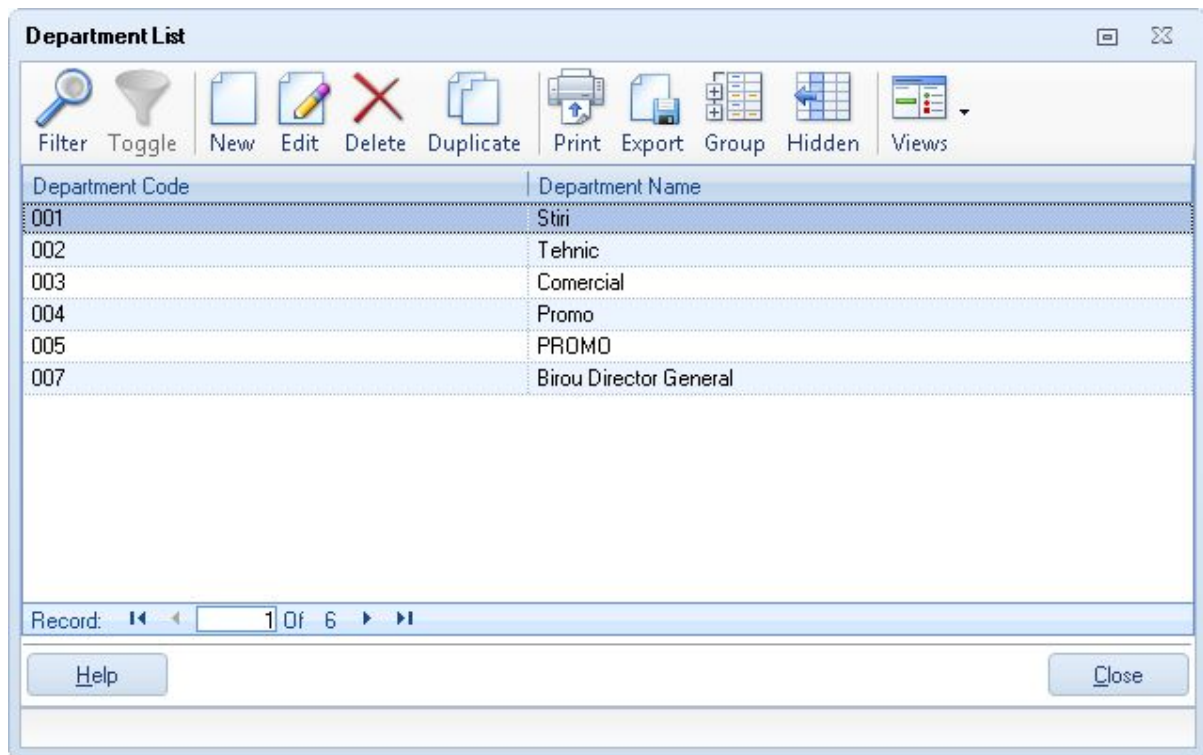 Department List
Filter Toggle New Edit Delete Duplicate Print Export Group Hidden Views
Department Code Department Name
001 Stiri
002 Tehnic
003 Comercial
004 Promo
005 PROMO
007 Birou Director General
Record: 1 Of 6
Help Close